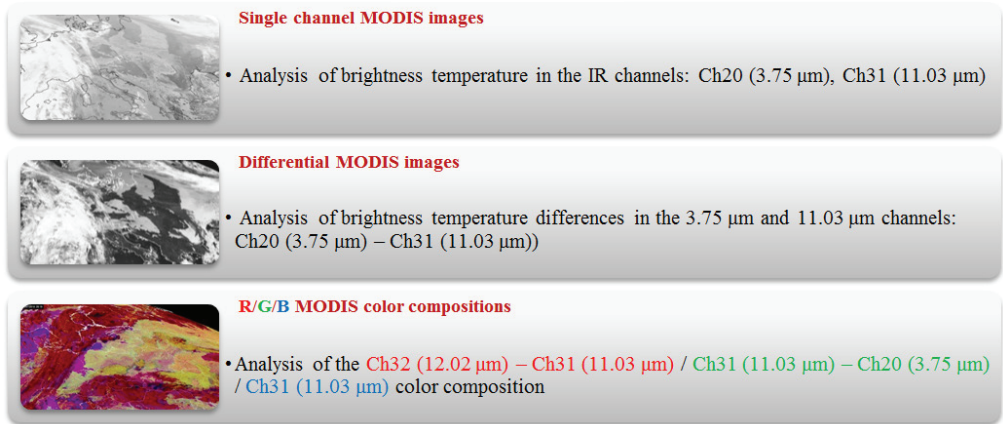 Single channel MODIS images
• Analysis of brightness temperature in the IR channels: Ch20 (3.75 μm), Ch31 (11.03 μm)
Differential MODIS images
• Analysis of brightness temperature differences in the 3.75 μm and 11.03 μm channels:
Ch20 (3.75 μm) – Ch31 (11.03 μm))
R/G/B MODIS color compositions
• Analysis of the Ch32 (12.02 μm) – Ch31 (11.03 μm) / Ch31 (11.03 μm) – Ch20 (3.75 μm)
/ Ch31 (11.03 μm) color composition